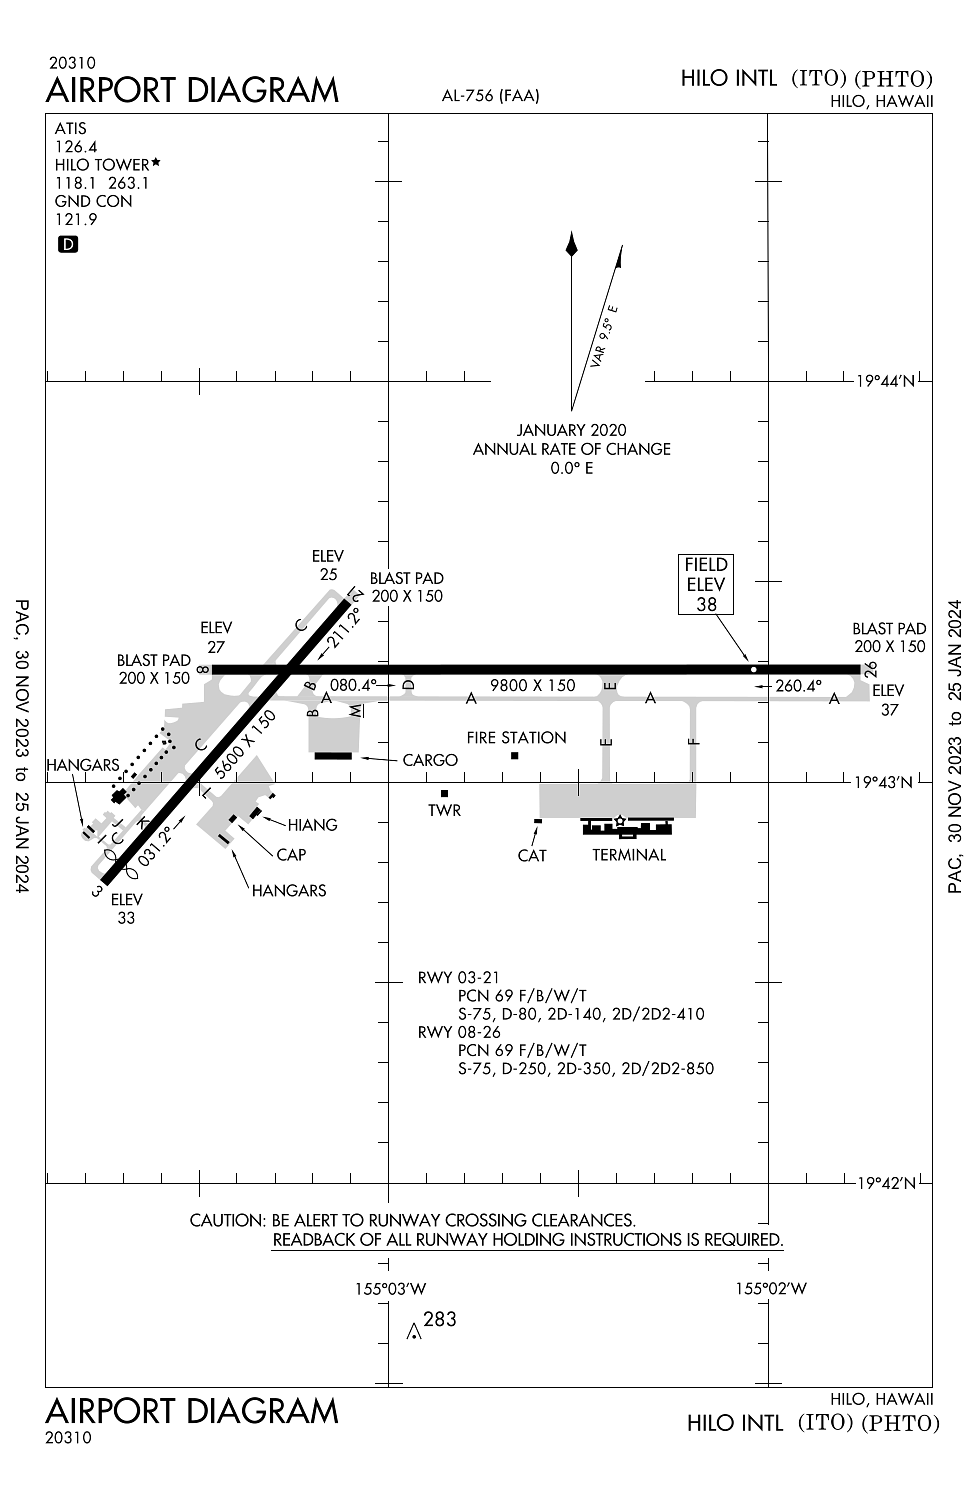 20310
AIRPORT DIAGRAM
AL-756 (FAA)
HILO INTL (ITO) (PHTO)
HILO, HAWAII
ATIS
126.4
HILO TOWER★
118.1 263.1
GND CON
121.9
D
VAR 9.5° E
19°44'N
JANUARY 2020
ANNUAL RATE OF CHANGE
0.0° E
ELEV
25
BLAST PAD
200 X 150
21
C
211.2°
FIELD
ELEV
38
ELEV
27
BLAST PAD
200 X 150
8
BLAST PAD
200 X 150
26
ELEV
37
B
080.4°
D
9800 X 150
E
260.4°
A
A
A
A
B
M
C
5600 X 150
FIRE STATION
E
F
HANGARS
CARGO
19°43'N
L
TWR
J
K
I
C
031.2°
HIANG
CAP
HANGARS
CAT
TERMINAL
3
ELEV
33
RWY 03-21
PCN 69 F/B/W/T
S-75, D-80, 2D-140, 2D/2D2-410
RWY 08-26
PCN 69 F/B/W/T
S-75, D-250, 2D-350, 2D/2D2-850
19°42'N
CAUTION: BE ALERT TO RUNWAY CROSSING CLEARANCES.
READBACK OF ALL RUNWAY HOLDING INSTRUCTIONS IS REQUIRED.
155°03'W
155°02'W
283
PAC, 30 NOV 2023 to 25 JAN 2024
PAC, 30 NOV 2023 to 25 JAN 2024
AIRPORT DIAGRAM
20310
HILO, HAWAII
HILO INTL (ITO) (PHTO)